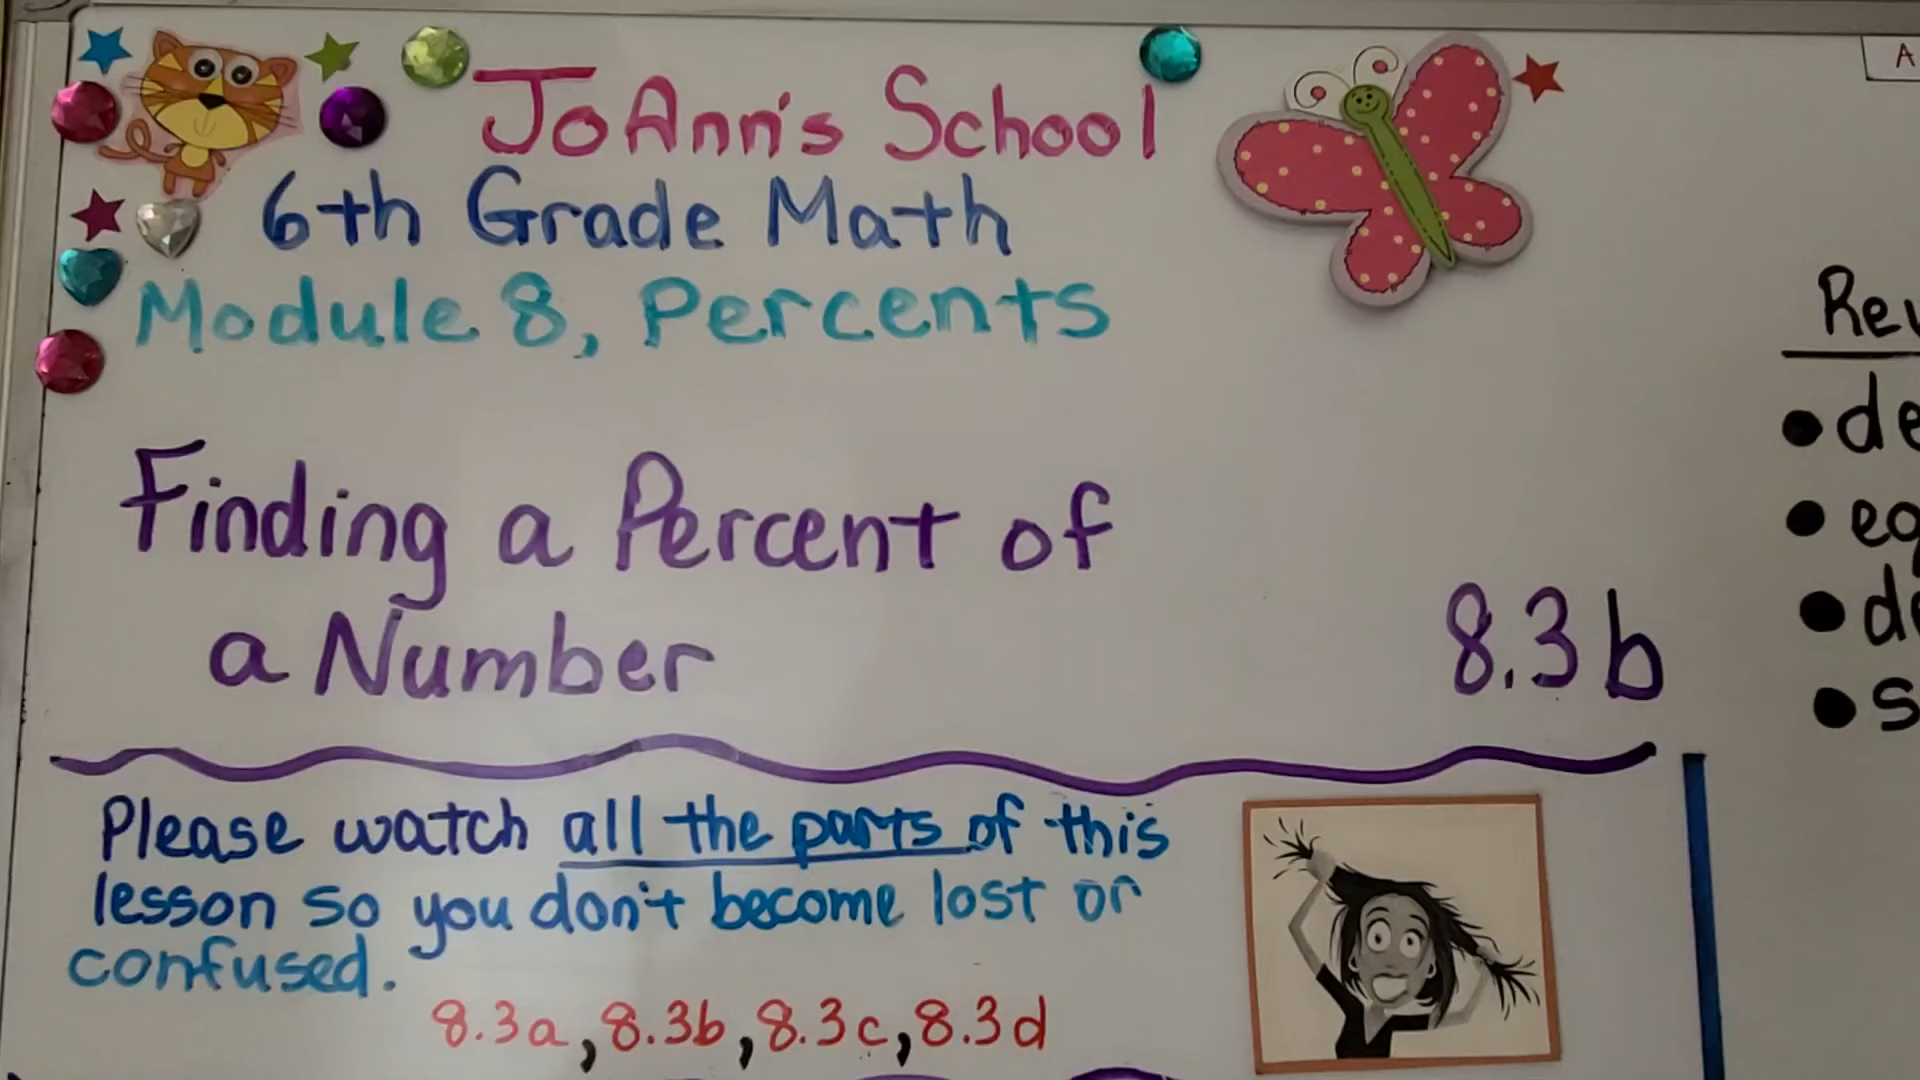 JoAnn's School
6th Grade Math
Module 8, Percents
Finding a Percent of
a Number
8.3b
Please watch all the parts of this
lesson so you don't become lost or
confused.
8.3a, 8.3b, 8.3c, 8.3d
A